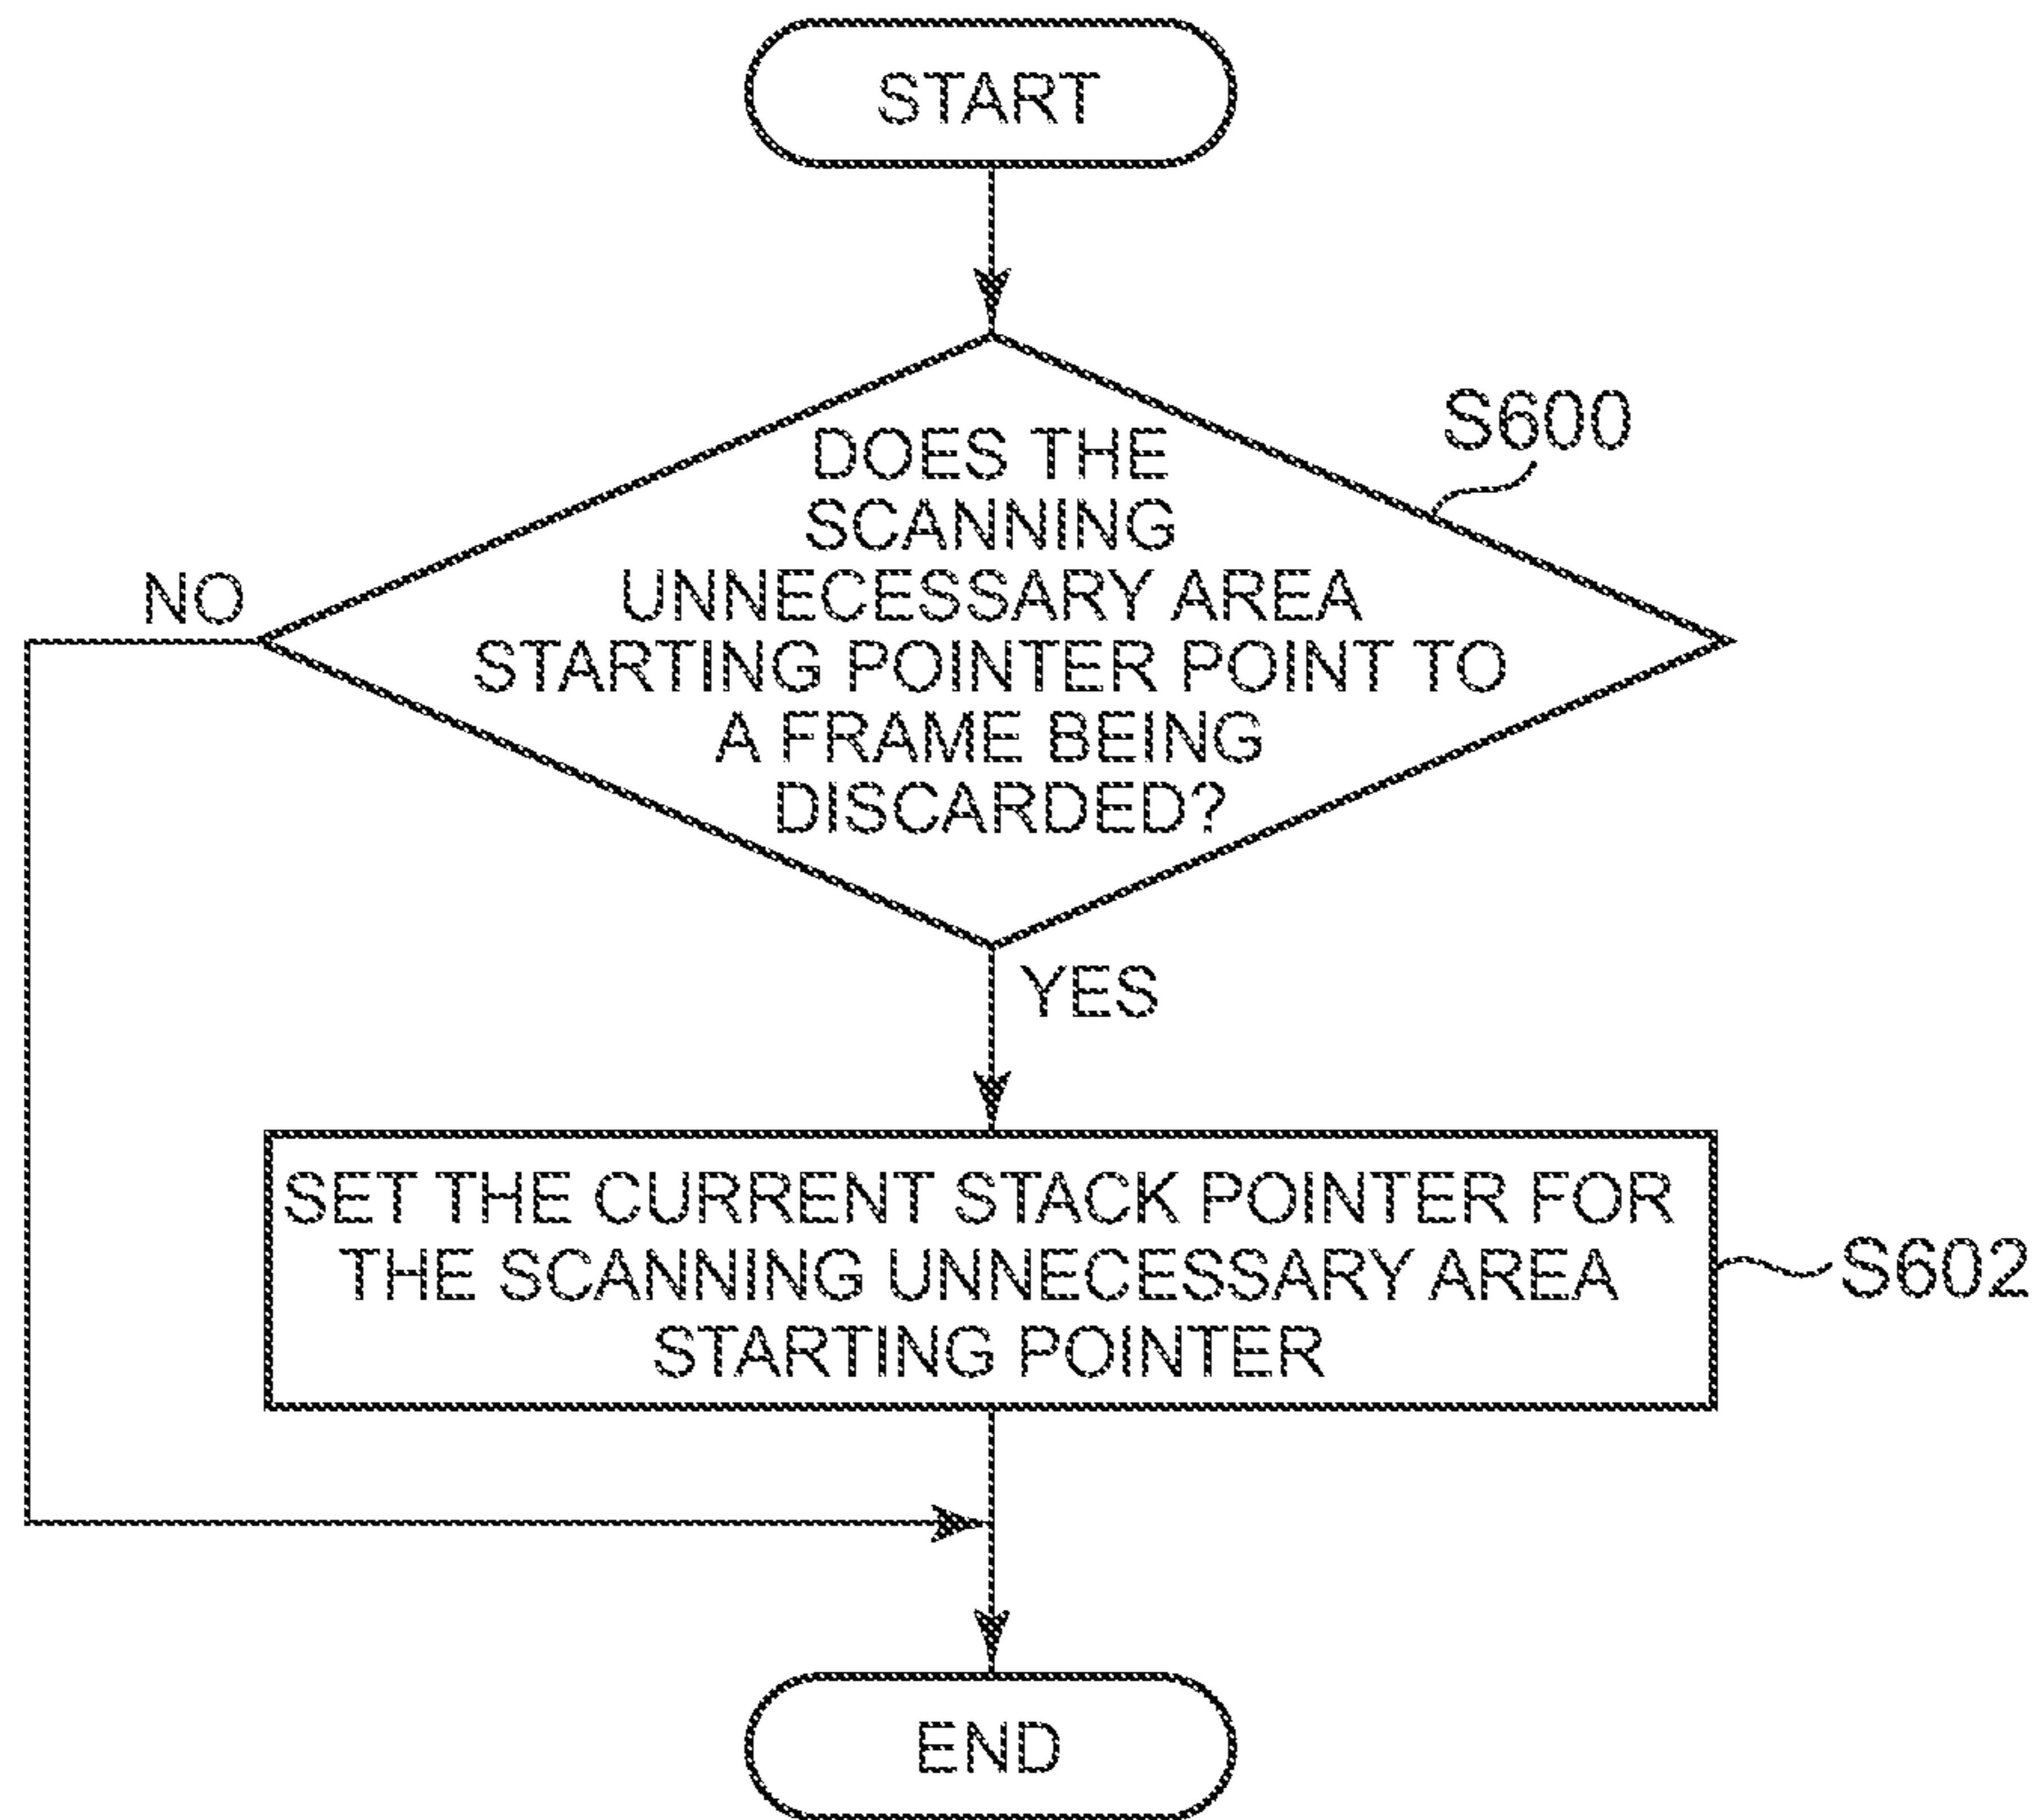 START
S600
DOES THE
SCANNING
UNNECESSARY AREA
STARTING POINTER POINT TO
A FRAME BEING
DISCARDED?
NO
YES
SET THE CURRENT STACK POINTER FOR
THE SCANNING UNNECESSARY AREA
STARTING POINTER
S602
END